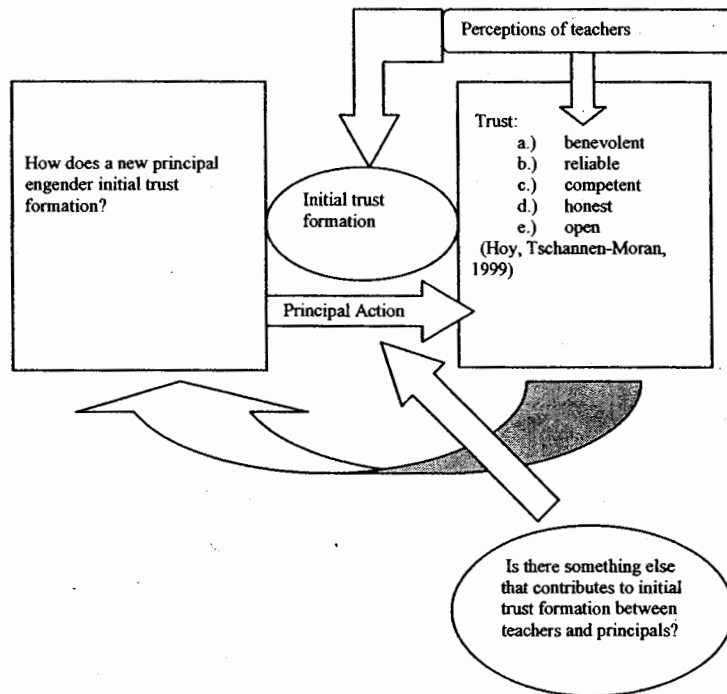 Perceptions of teachers
How does a new principal
engender initial trust
formation?
Initial trust
formation
Trust:
a.) benevolent
b.) reliable
c.) competent
d.) honest
e.) open
(Hoy, Tschannen-Moran,
1999)
Principal Action
Is there something else
that contributes to initial
trust formation between
teachers and principals?